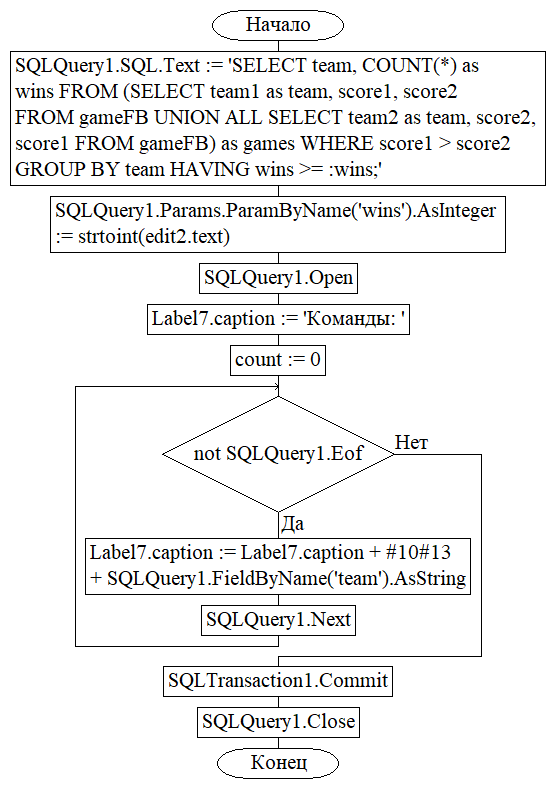 Начало
SQLQuery1.SQL.Text := 'SELECT team, COUNT(*) as
wins FROM (SELECT team1 as team, score1, score2
FROM gameFB UNION ALL SELECT team2 as team, score2,
score1 FROM gameFB) as games WHERE score1 > score2
GROUP BY team HAVING wins >= :wins;'
SQLQuery1.Params.ParamByName('wins').AsInteger
:= strtoint(edit2.text)
SQLQuery1.Open
Label7.caption := 'Команды: '
count := 0
not SQLQuery1.Eof
Нет
Да
Label7.caption := Label7.caption + #10#13
+ SQLQuery1.FieldByName('team').AsString
SQLQuery1.Next
SQLTransaction1.Commit
SQLQuery1.Close
Конец